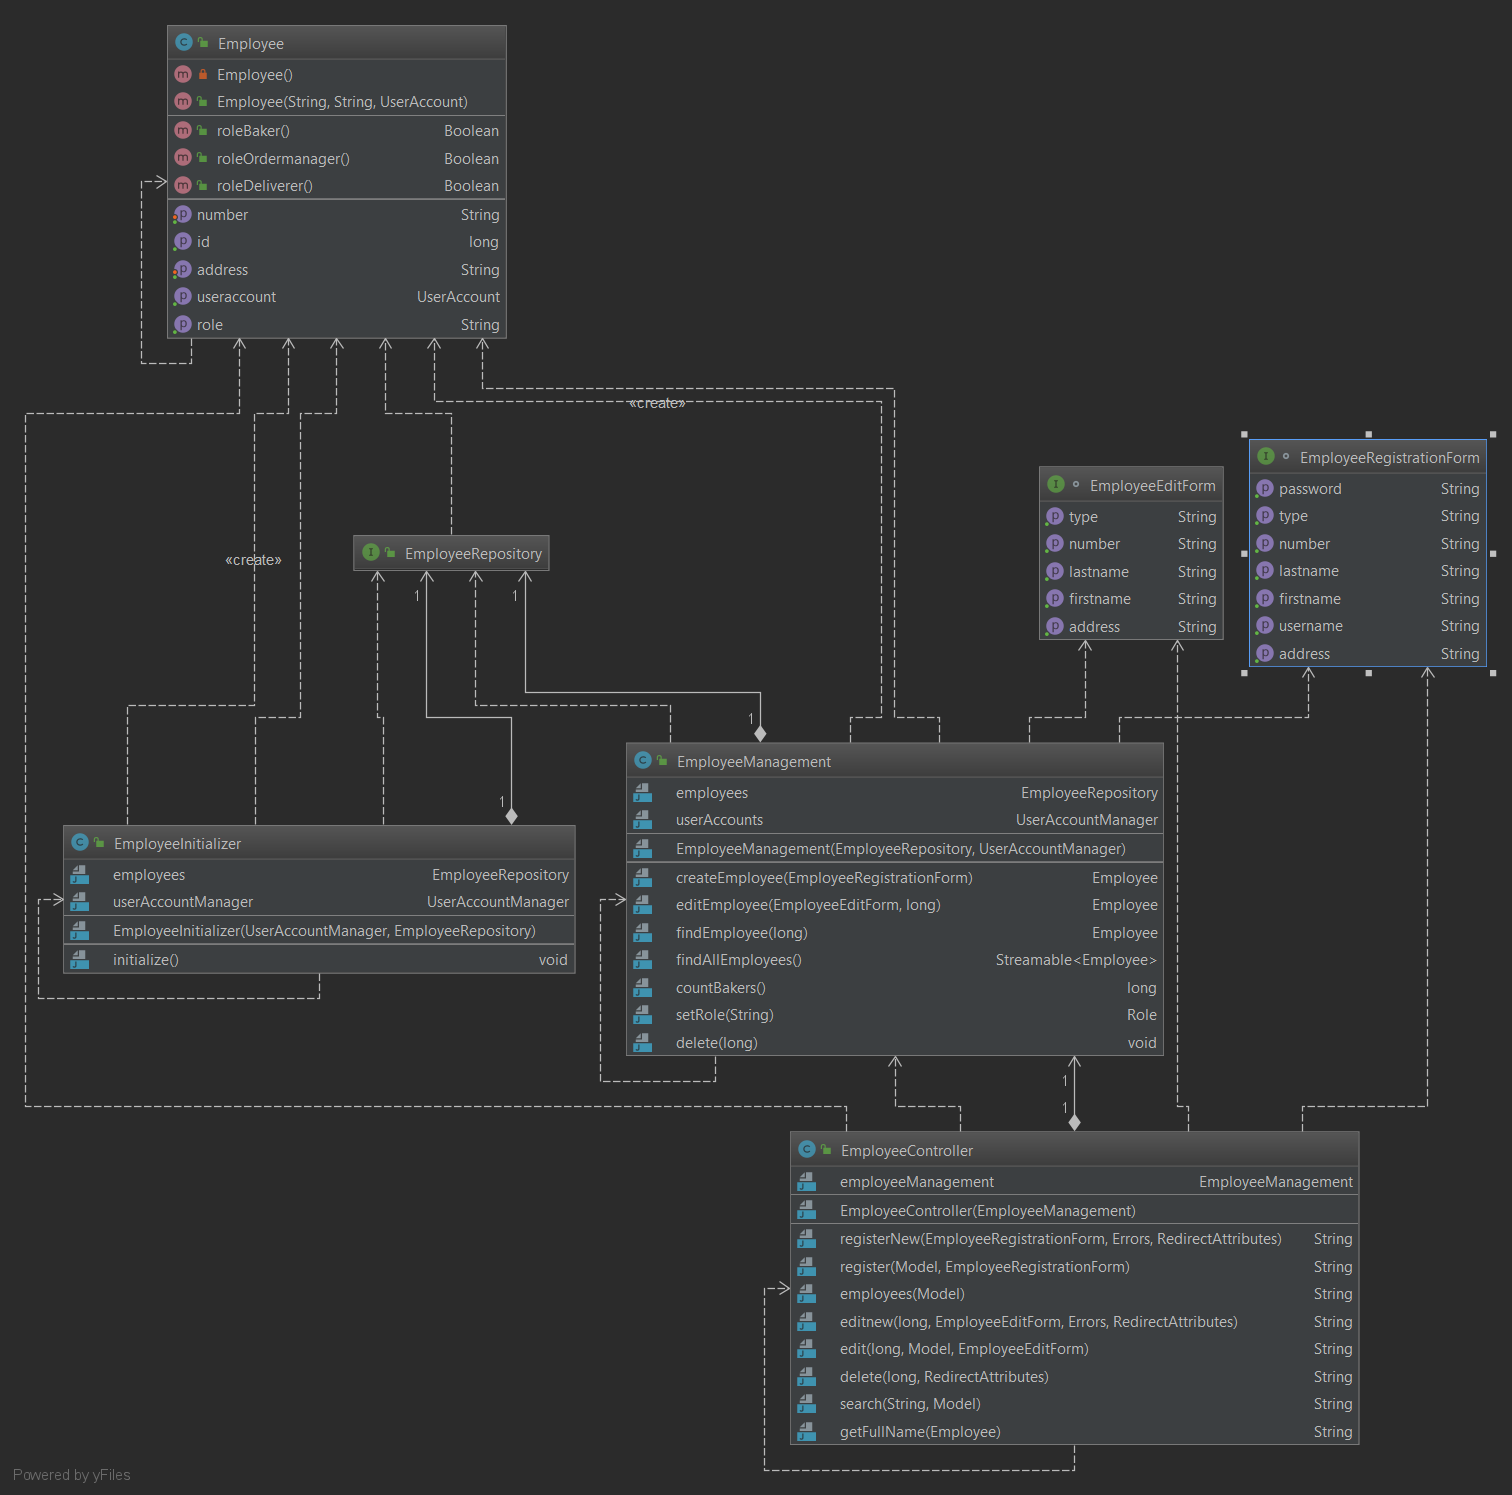 Employee
Employee()
Employee(String, String, UserAccount)
roleBaker() Boolean
roleOrdermanager() Boolean
roleDeliverer() Boolean
number String
id long
address String
useraccount UserAccount
role String
«create»
«create»
EmployeeRepository
1 1
EmployeeEditForm
type String
number String
lastname String
firstname String
address String
EmployeeRegistrationForm
password String
type String
number String
lastname String
firstname String
username String
address String
1
1
EmployeeInitializer
employees EmployeeRepository
userAccountManager UserAccountManager
EmployeeInitializer(UserAccountManager, EmployeeRepository)
initialize() void
EmployeeManagement
employees EmployeeRepository
userAccounts UserAccountManager
EmployeeManagement(EmployeeRepository, UserAccountManager)
createEmployee(EmployeeRegistrationForm) Employee
editEmployee(EmployeeEditForm, long) Employee
findEmployee(long) Employee
findAllEmployees() Streamable<Employee>
countBakers() long
setRole(String) Role
delete(long) void
1
1
EmployeeController
employeeManagement EmployeeManagement
EmployeeController(EmployeeManagement)
registerNew(EmployeeRegistrationForm, Errors, RedirectAttributes) String
register(Model, EmployeeRegistrationForm) String
employees(Model) String
editnew(long, EmployeeEditForm, Errors, RedirectAttributes) String
edit(long, Model, EmployeeEditForm) String
delete(long, RedirectAttributes) String
search(String, Model) String
getFullName(Employee) String
Powered by yFiles